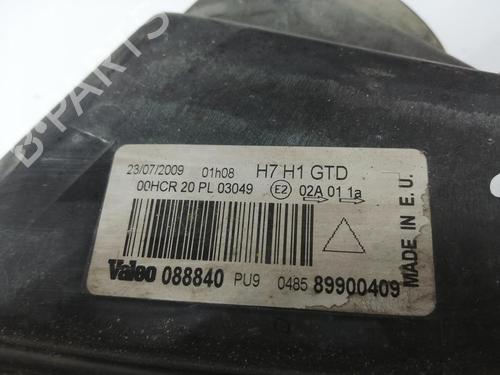 B-PARTS
23/07/2009 01h08 H7 H1 GTD
00HCR 20 PL 03049 E2 02A 01 1a
Valeo 088840 PU9 0485 89900409
MADE IN E.U.